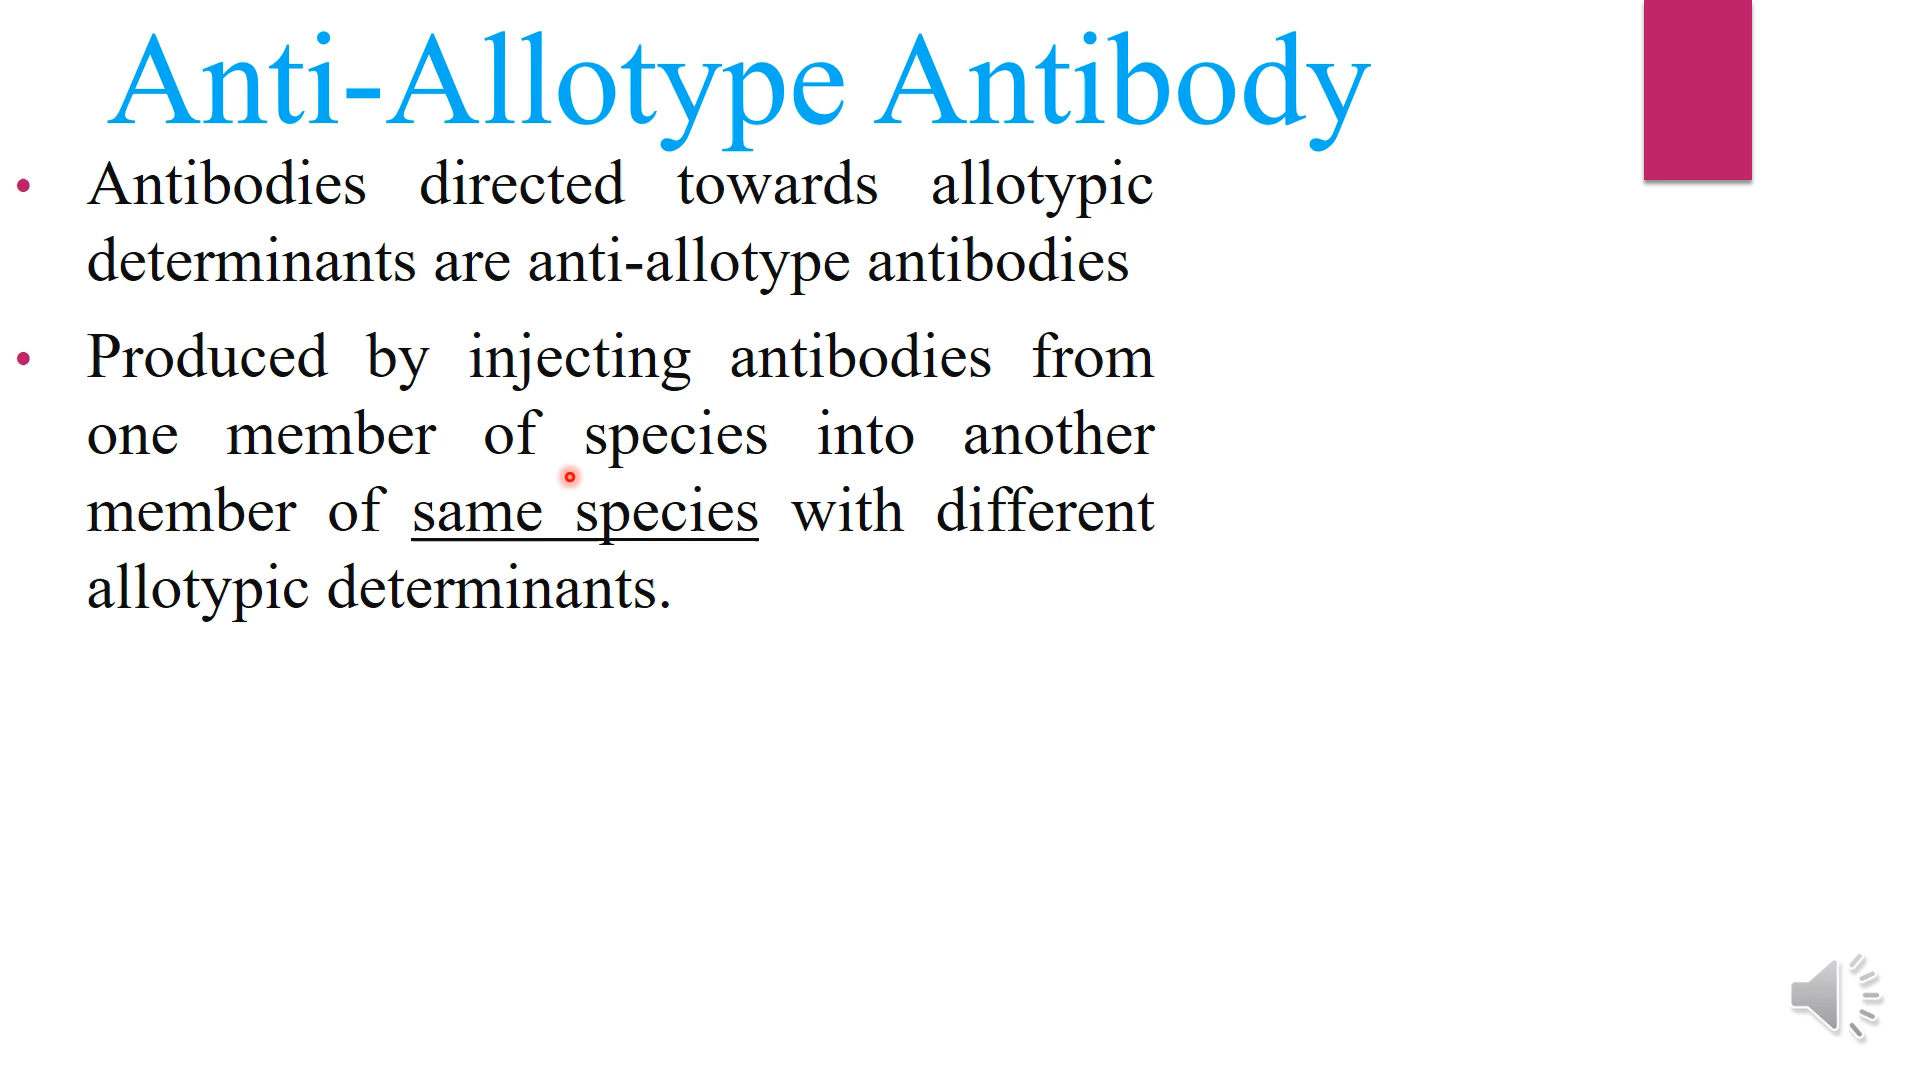 Anti-Allotype Antibody
• Antibodies directed towards allotypic
determinants are anti-allotype antibodies
• Produced by injecting antibodies from
one member of species into another
member of same species with different
allotypic determinants.